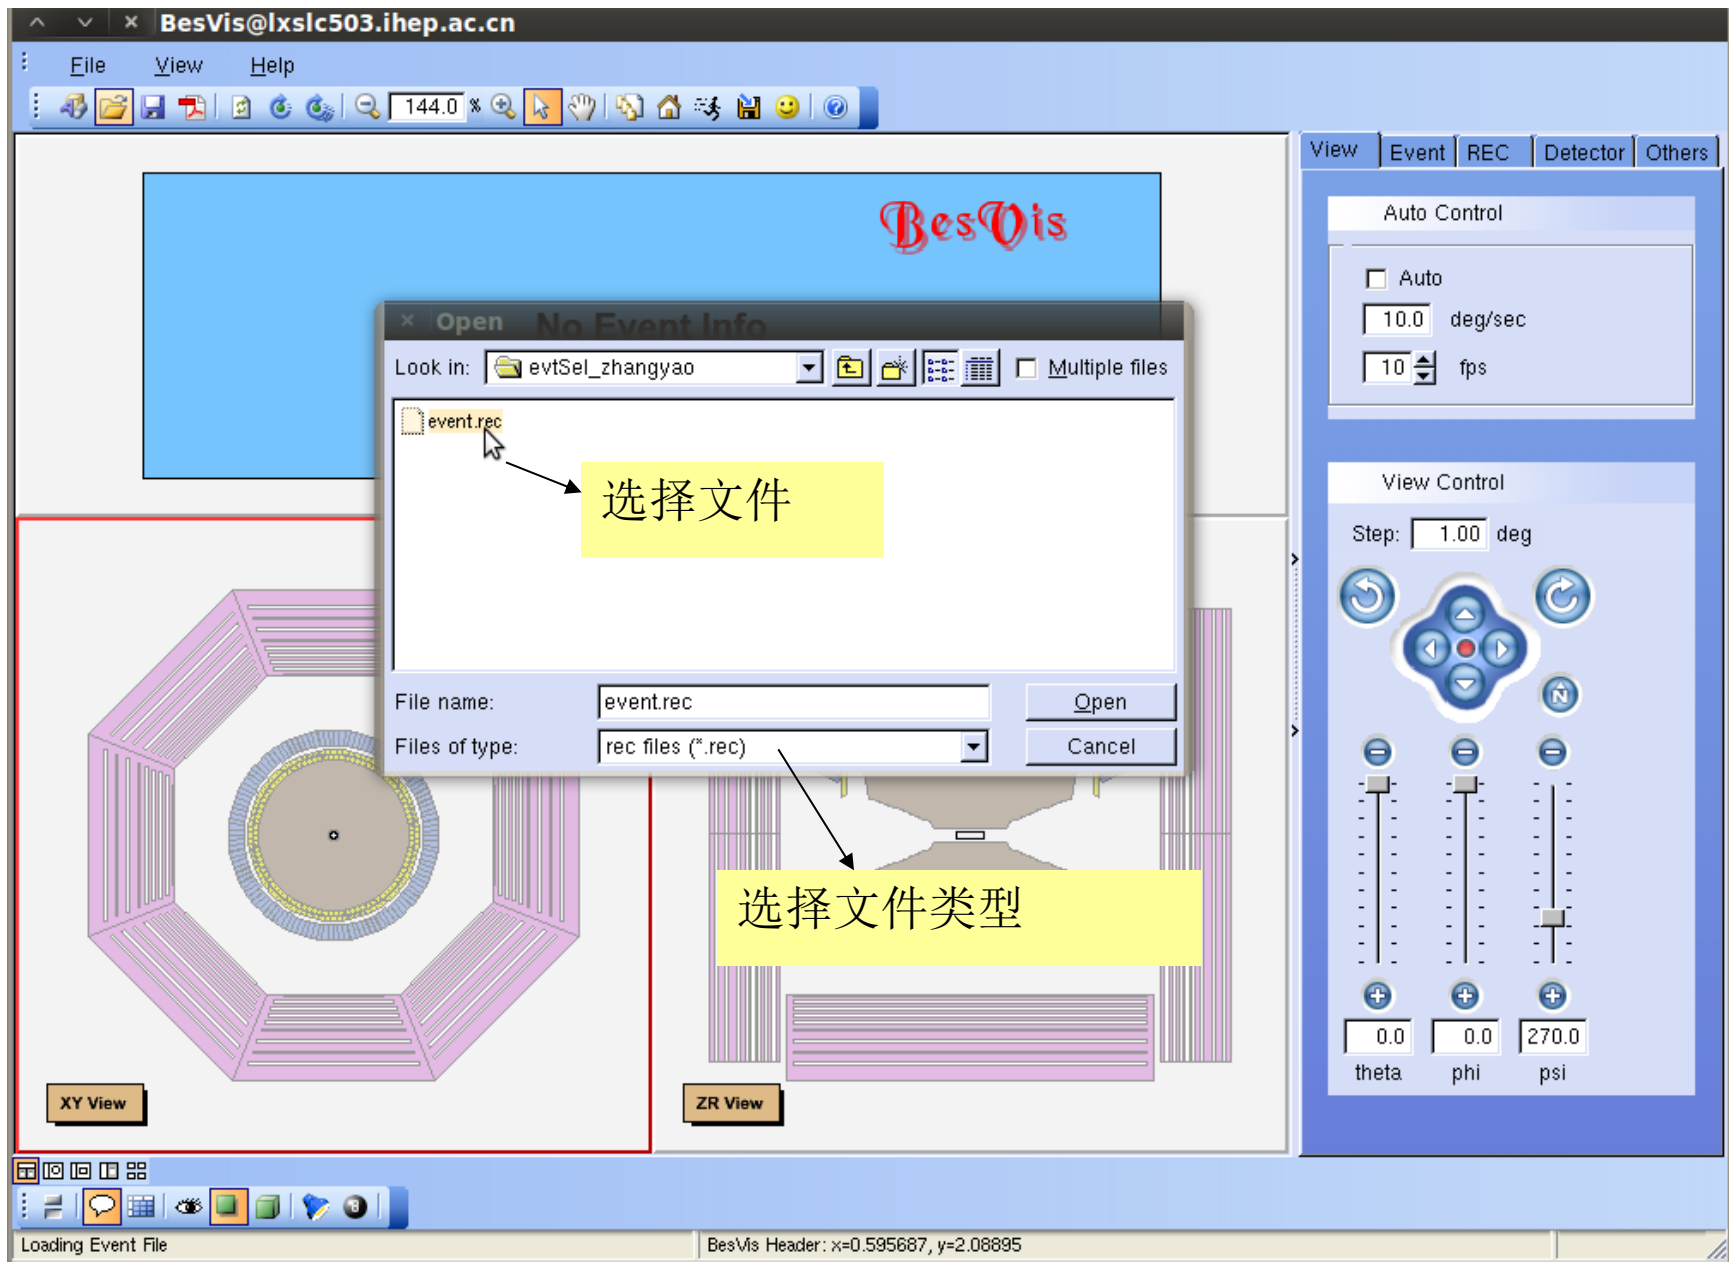 BesVis@lxslc503.ihep.ac.cn
File View Help
144.0 %
View Event REC Detector Others
BesVis
Auto Control
Auto
10.0 deg/sec
10 fps
No Event Info
Open
Look in: evtSel_zhangyao Multiple files
event.rec
选择文件
File name: event.rec Open
Files of type: rec files (*.rec) Cancel
选择文件类型
View Control
Step: 1.00 deg
N
0.0 0.0 270.0
theta phi psi
XY View
ZR View
Loading Event File
BesVis Header: x=0.595687, y=2.08895